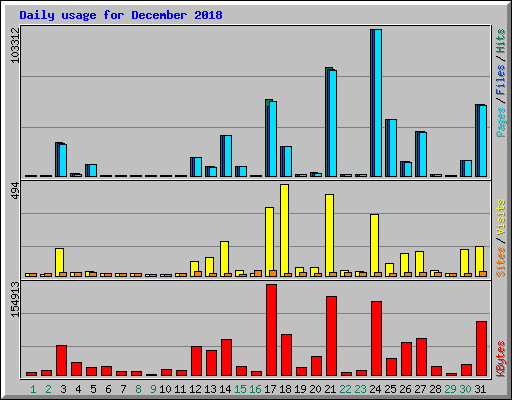 Daily usage for December 2018
103312
Pages / Files / Hits
494
Sites / Visits
154913
KBytes
1 2 3 4 5 6 7 8 9 10 11 12 13 14 15 16 17 18 19 20 21 22 23 24 25 26 27 28 29 30 31